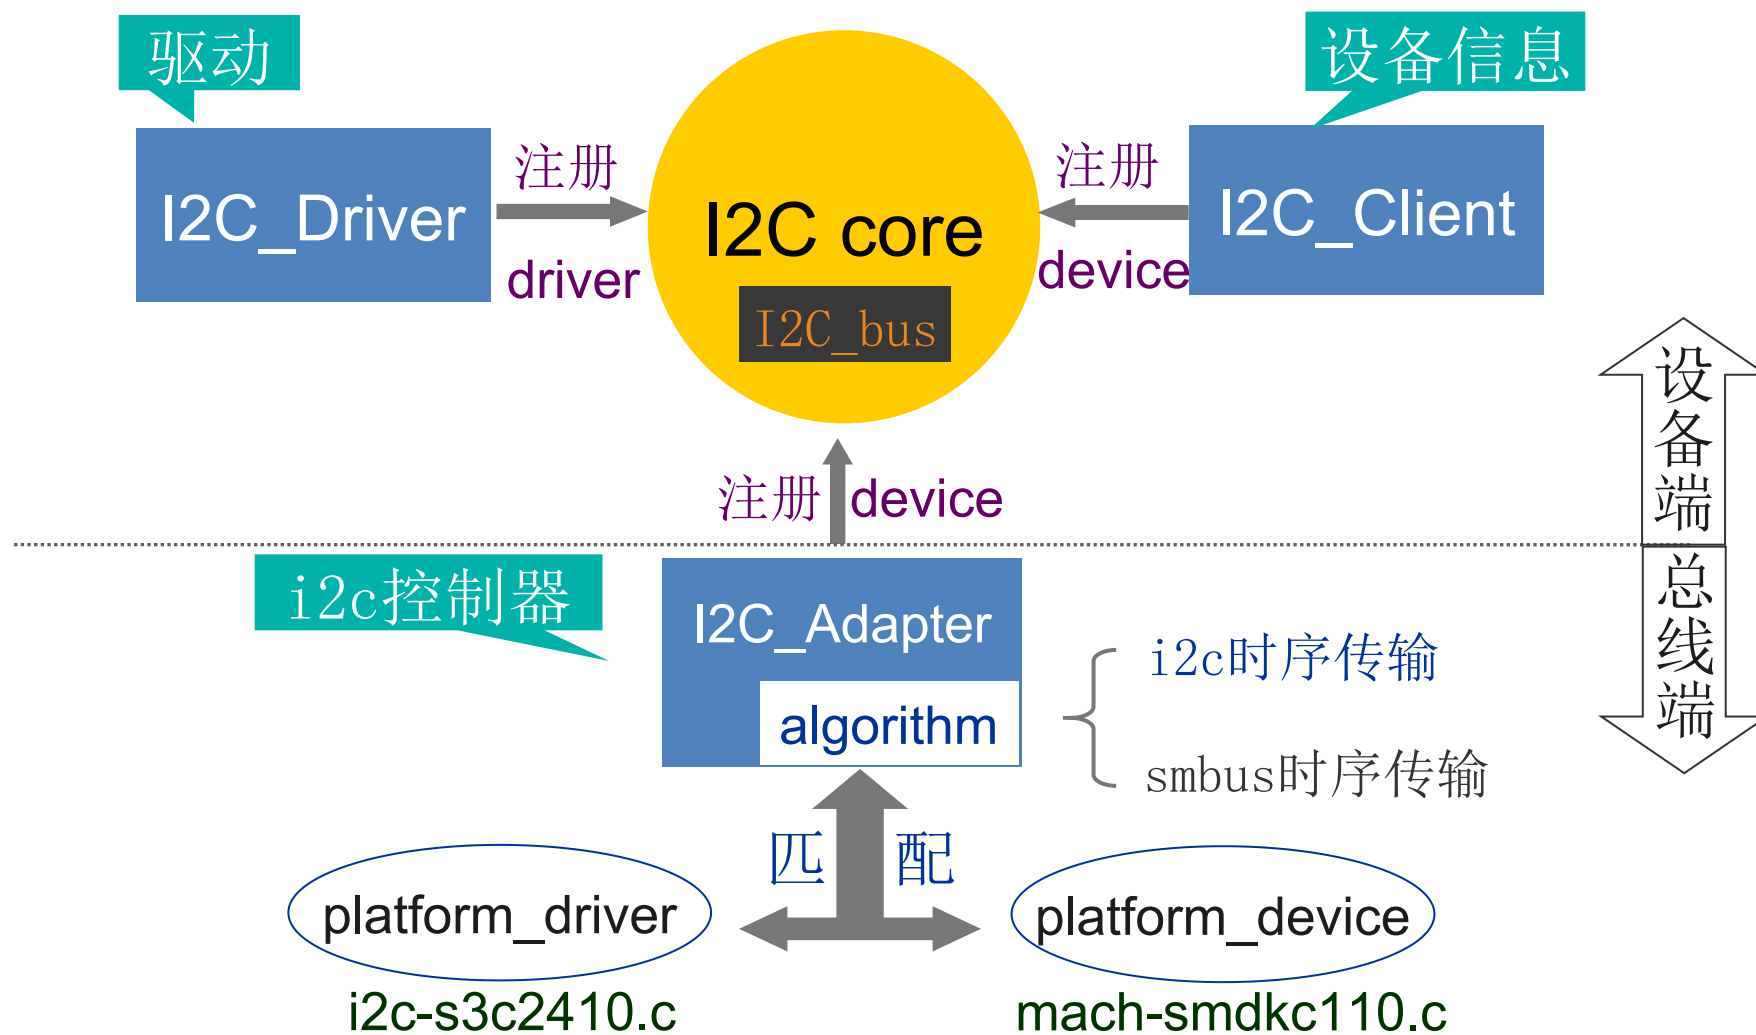 驱动
设备信息
I2C_Driver
注册
driver
I2C core
I2C_bus
注册
device
I2C_Client
设备端
注册
device
i2c控制器
I2C_Adapter
algorithm
i2c时序传输
smbus时序传输
总线端
匹配
platform_driver
platform_device
i2c-s3c2410.c
mach-smdkc110.c